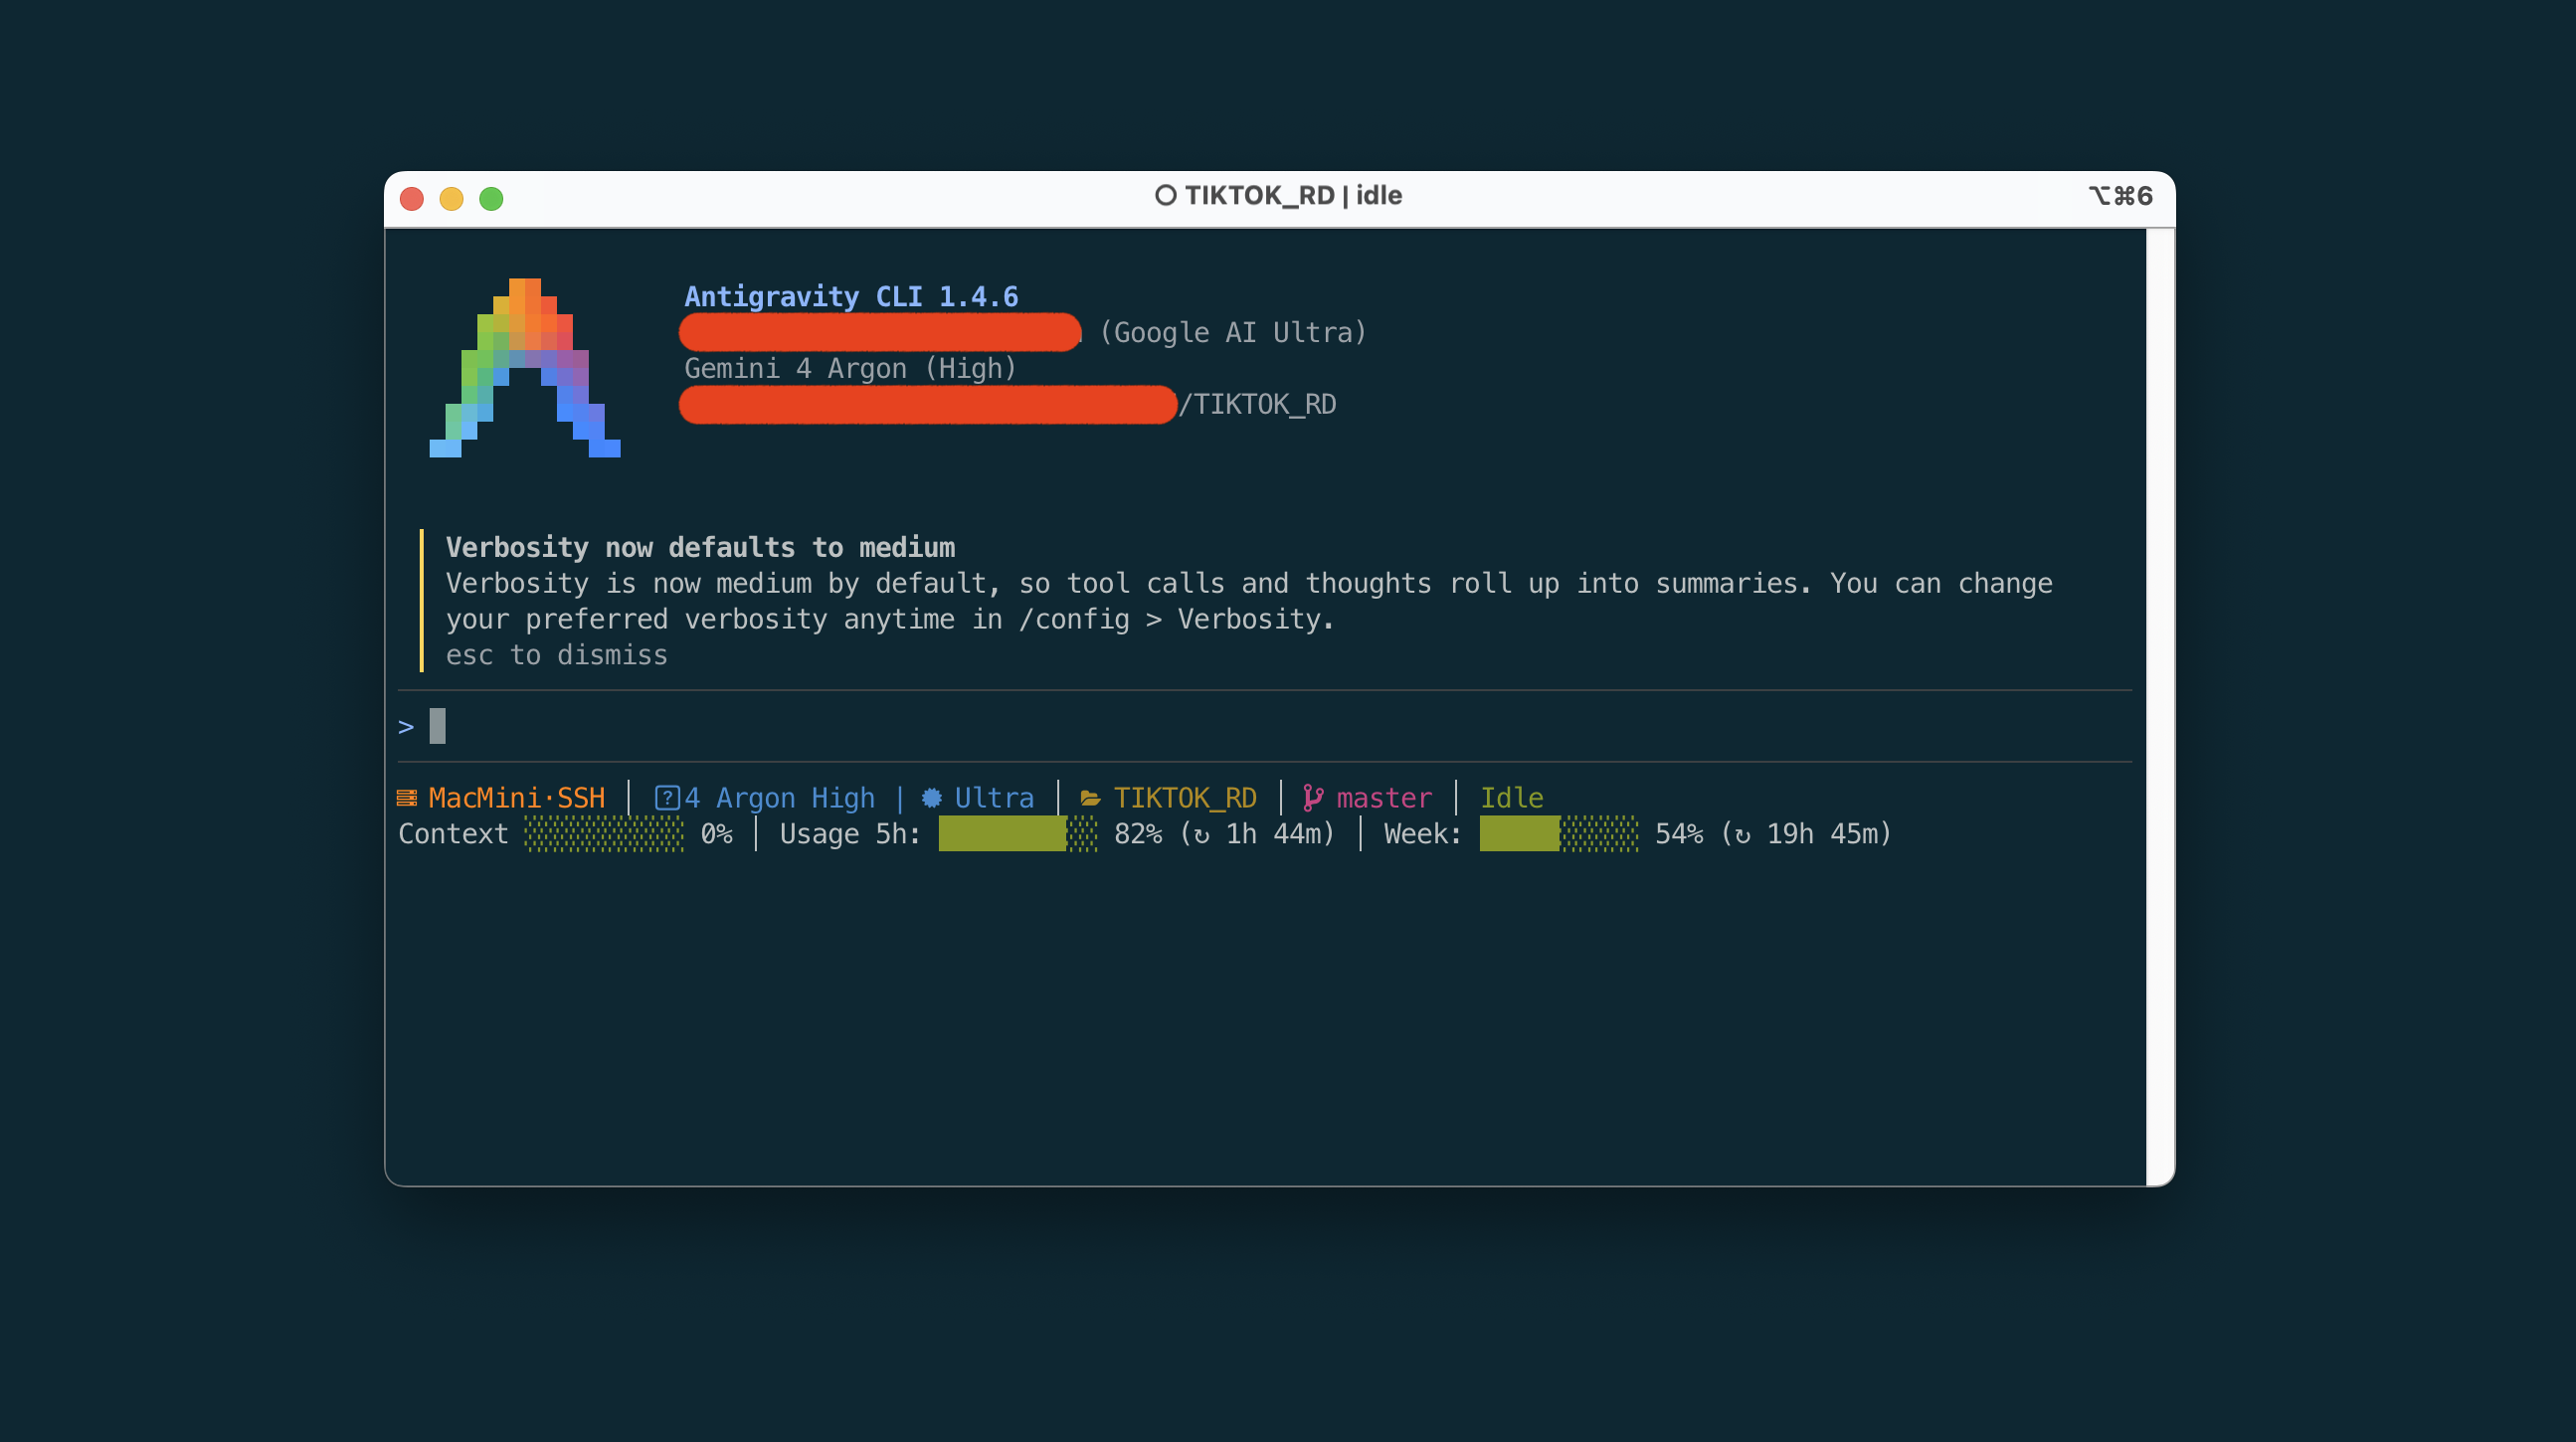 TIKTOK_RD | idle
⌥⌘6
Antigravity CLI 1.4.6
(Google AI Ultra)
Gemini 4 Argon (High)
/TIKTOK_RD
Verbosity now defaults to medium
Verbosity is now medium by default, so tool calls and thoughts roll up into summaries. You can change
your preferred verbosity anytime in /config > Verbosity.
esc to dismiss
>
MacMini·SSH │ 4 Argon High | Ultra │ TIKTOK_RD │ master │ Idle
Context 0% │ Usage 5h: 82% (↻ 1h 44m) │ Week: 54% (↻ 19h 45m)